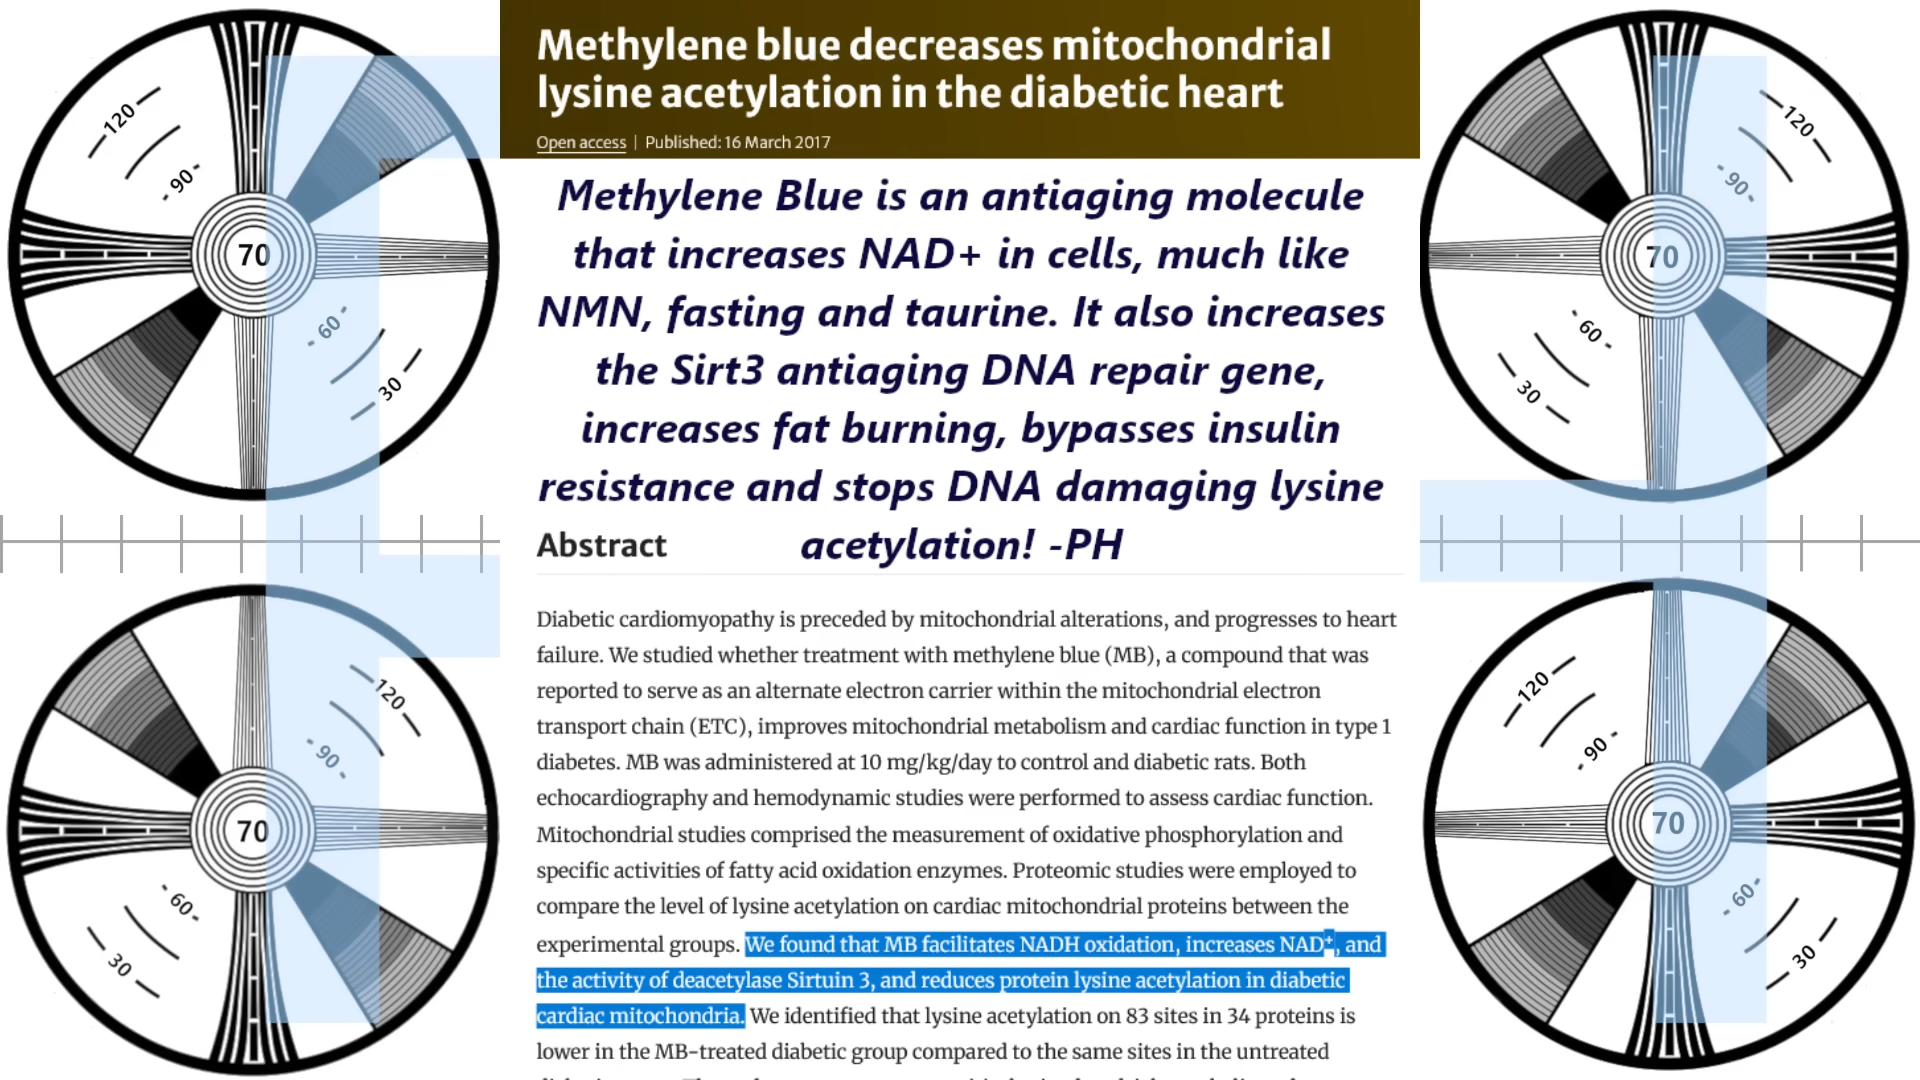 Methylene blue decreases mitochondrial
lysine acetylation in the diabetic heart
Open access | Published: 16 March 2017
Methylene Blue is an antiaging molecule
that increases NAD+ in cells, much like
NMN, fasting and taurine. It also increases
the Sirt3 antiaging DNA repair gene,
increases fat burning, bypasses insulin
resistance and stops DNA damaging lysine
acetylation! -PH
Abstract
Diabetic cardiomyopathy is preceded by mitochondrial alterations, and progresses to heart
failure. We studied whether treatment with methylene blue (MB), a compound that was
reported to serve as an alternate electron carrier within the mitochondrial electron
transport chain (ETC), improves mitochondrial metabolism and cardiac function in type 1
diabetes. MB was administered at 10 mg/kg/day to control and diabetic rats. Both
echocardiography and hemodynamic studies were performed to assess cardiac function.
Mitochondrial studies comprised the measurement of oxidative phosphorylation and
specific activities of fatty acid oxidation enzymes. Proteomic studies were employed to
compare the level of lysine acetylation on cardiac mitochondrial proteins between the
experimental groups. We found that MB facilitates NADH oxidation, increases NAD⁺, and
the activity of deacetylase Sirtuin 3, and reduces protein lysine acetylation in diabetic
cardiac mitochondria. We identified that lysine acetylation on 83 sites in 34 proteins is
lower in the MB-treated diabetic group compared to the same sites in the untreated
120
- 90 -
70
- 60 -
30
120
- 90 -
70
- 60 -
30
120
- 90 -
70
- 60 -
30
120
- 90 -
70
- 60 -
30